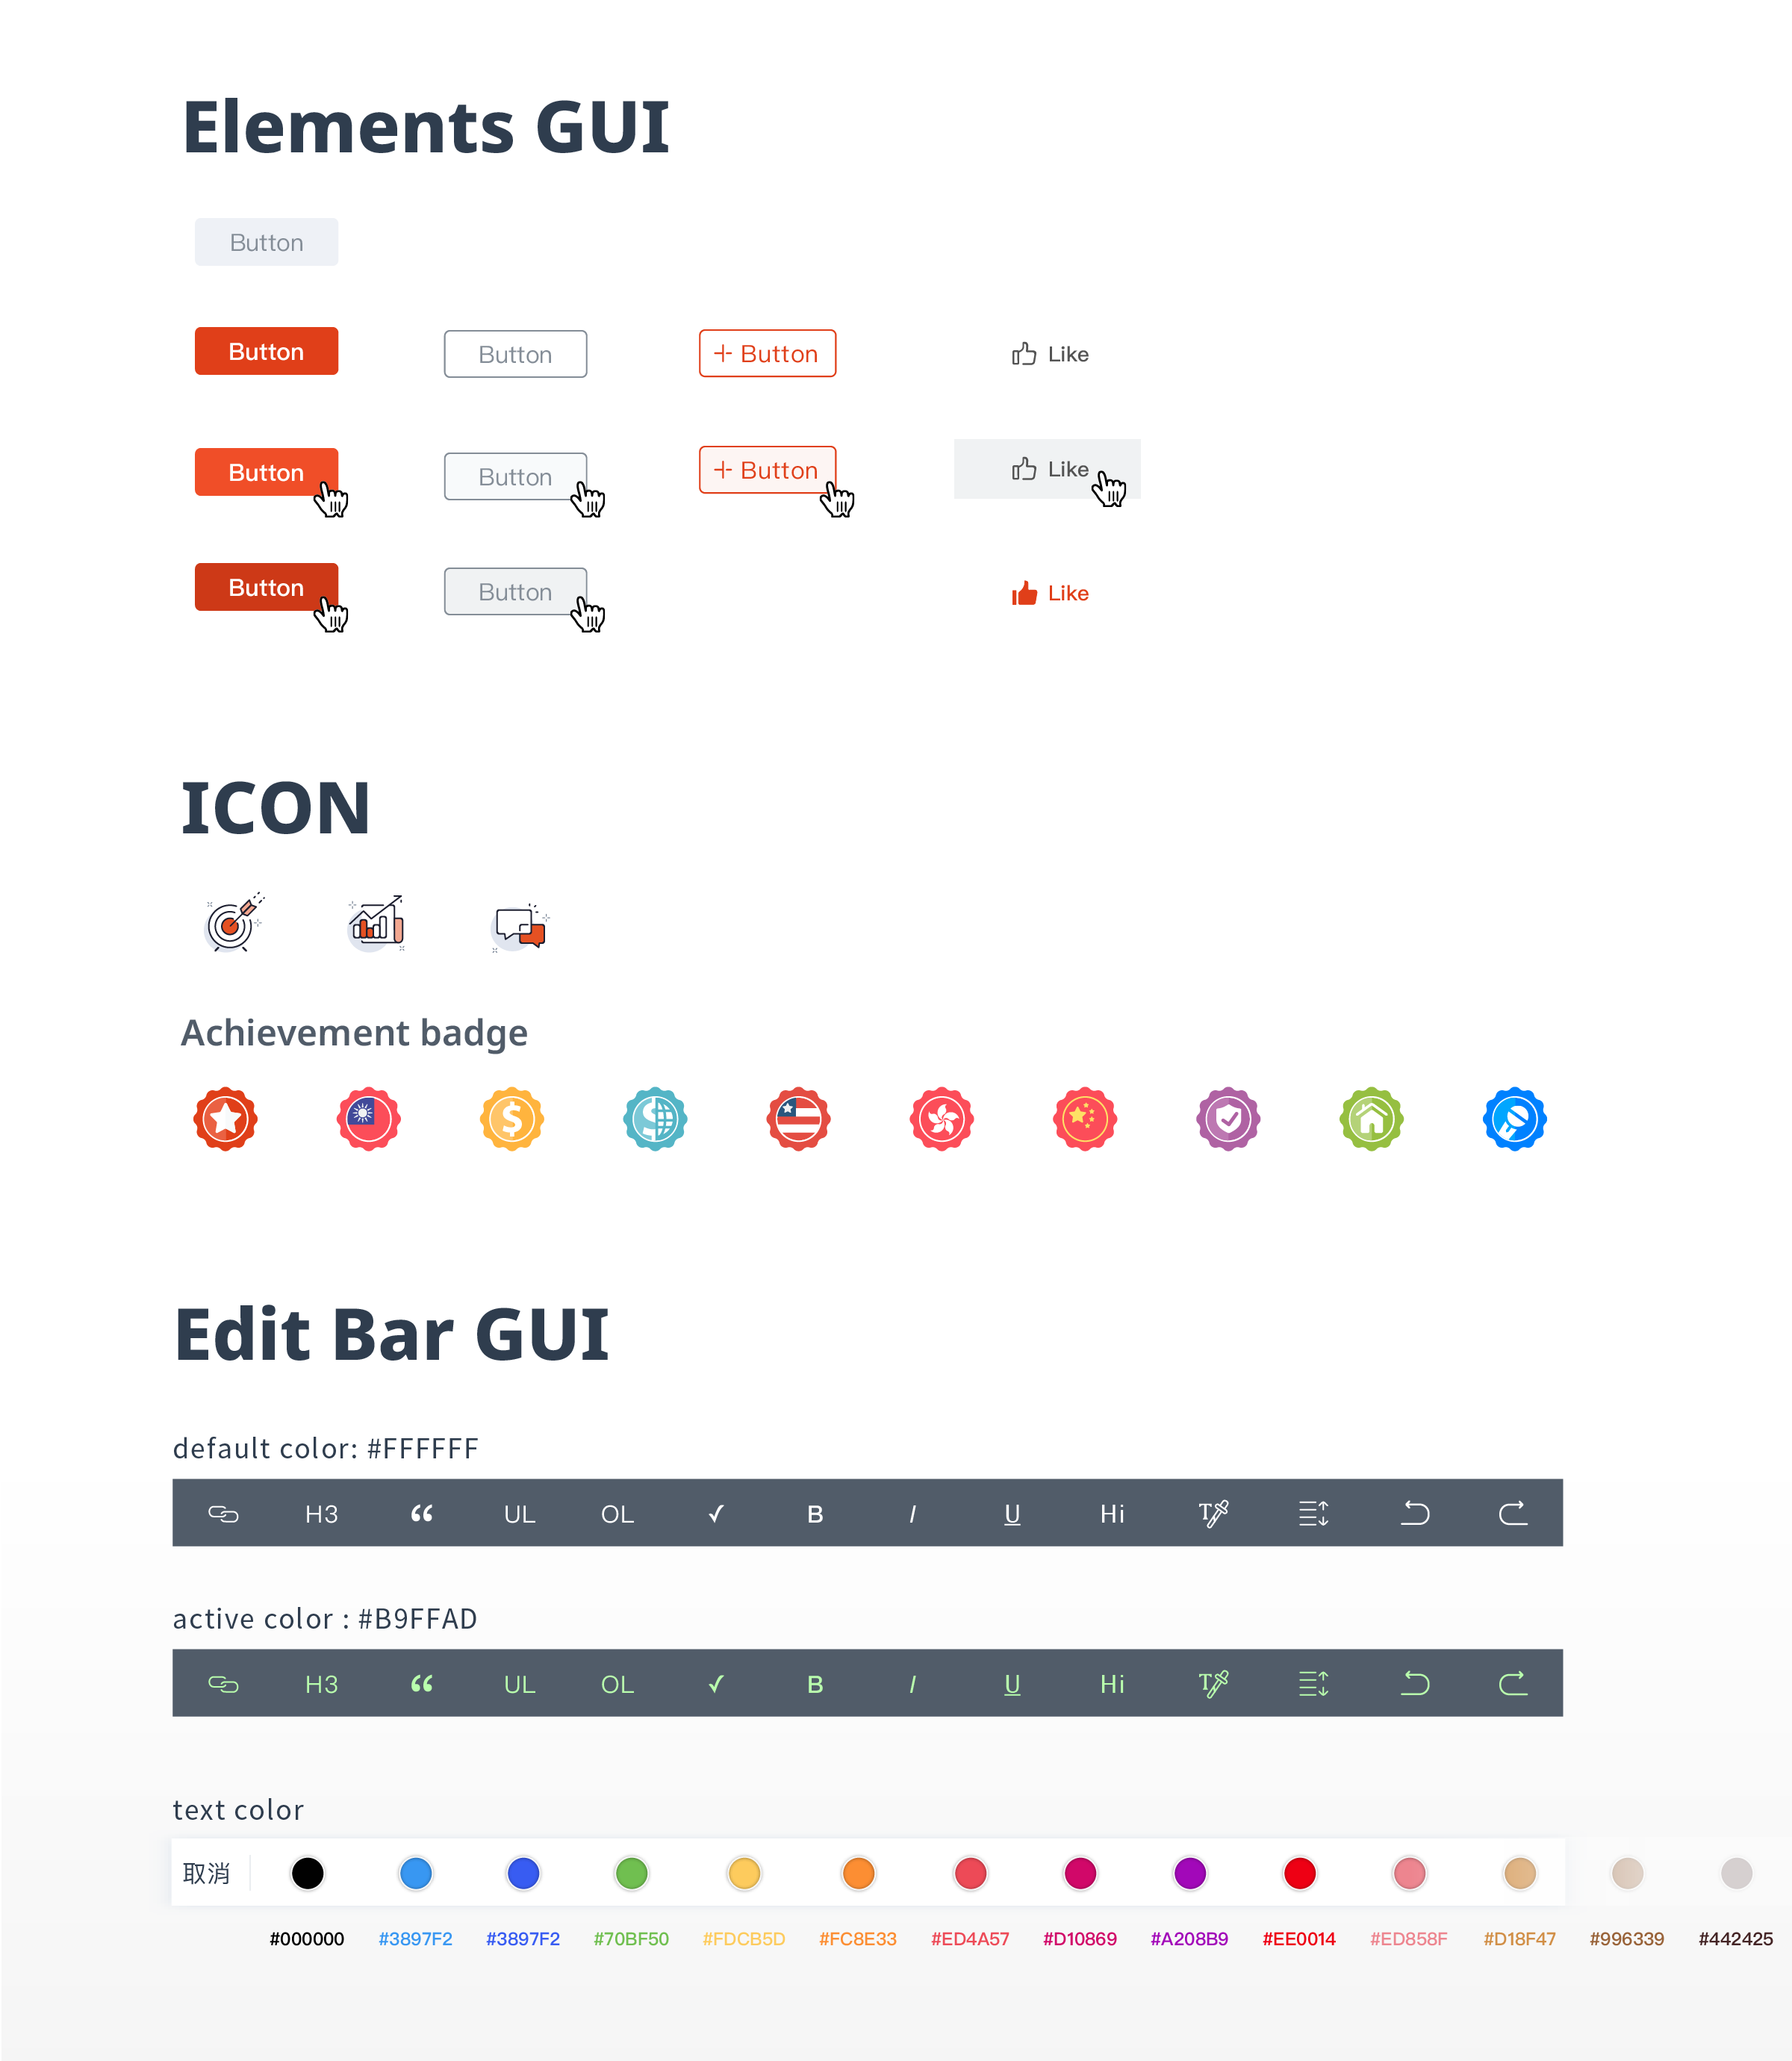 Elements GUI
Button
Button Button + Button Like
Button Button + Button Like
Button Button Like
ICON
Achievement badge
Edit Bar GUI
default color: #FFFFFF
H3 “ UL OL ✓ B I U Hi T
active color : #B9FFAD
H3 “ UL OL ✓ B I U Hi T
text color
取消
#000000 #3897F2 #3897F2 #70BF50 #FDCB5D #FC8E33 #ED4A57 #D10869 #A208B9 #EE0014 #ED858F #D18F47 #996339 #442425